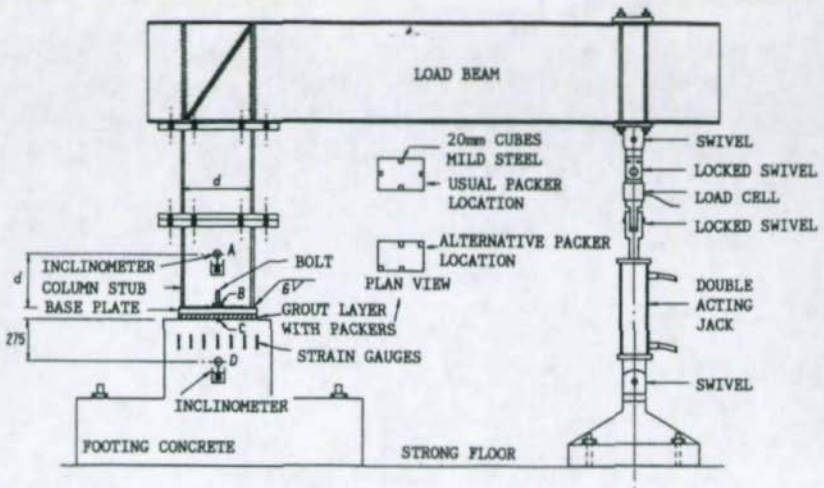 LOAD BEAM
20mm CUBES
MILD STEEL
USUAL PACKER
LOCATION
SWIVEL
LOCKED SWIVEL
LOAD CELL
LOCKED SWIVEL
d
A
INCLINOMETER
BOLT
ALTERNATIVE PACKER
LOCATION
PLAN VIEW
d
COLUMN STUB
B
6
BASE PLATE
GROUT LAYER
WITH PACKERS
C
DOUBLE
ACTING
JACK
275
STRAIN GAUGES
D
INCLINOMETER
SWIVEL
FOOTING CONCRETE
STRONG FLOOR